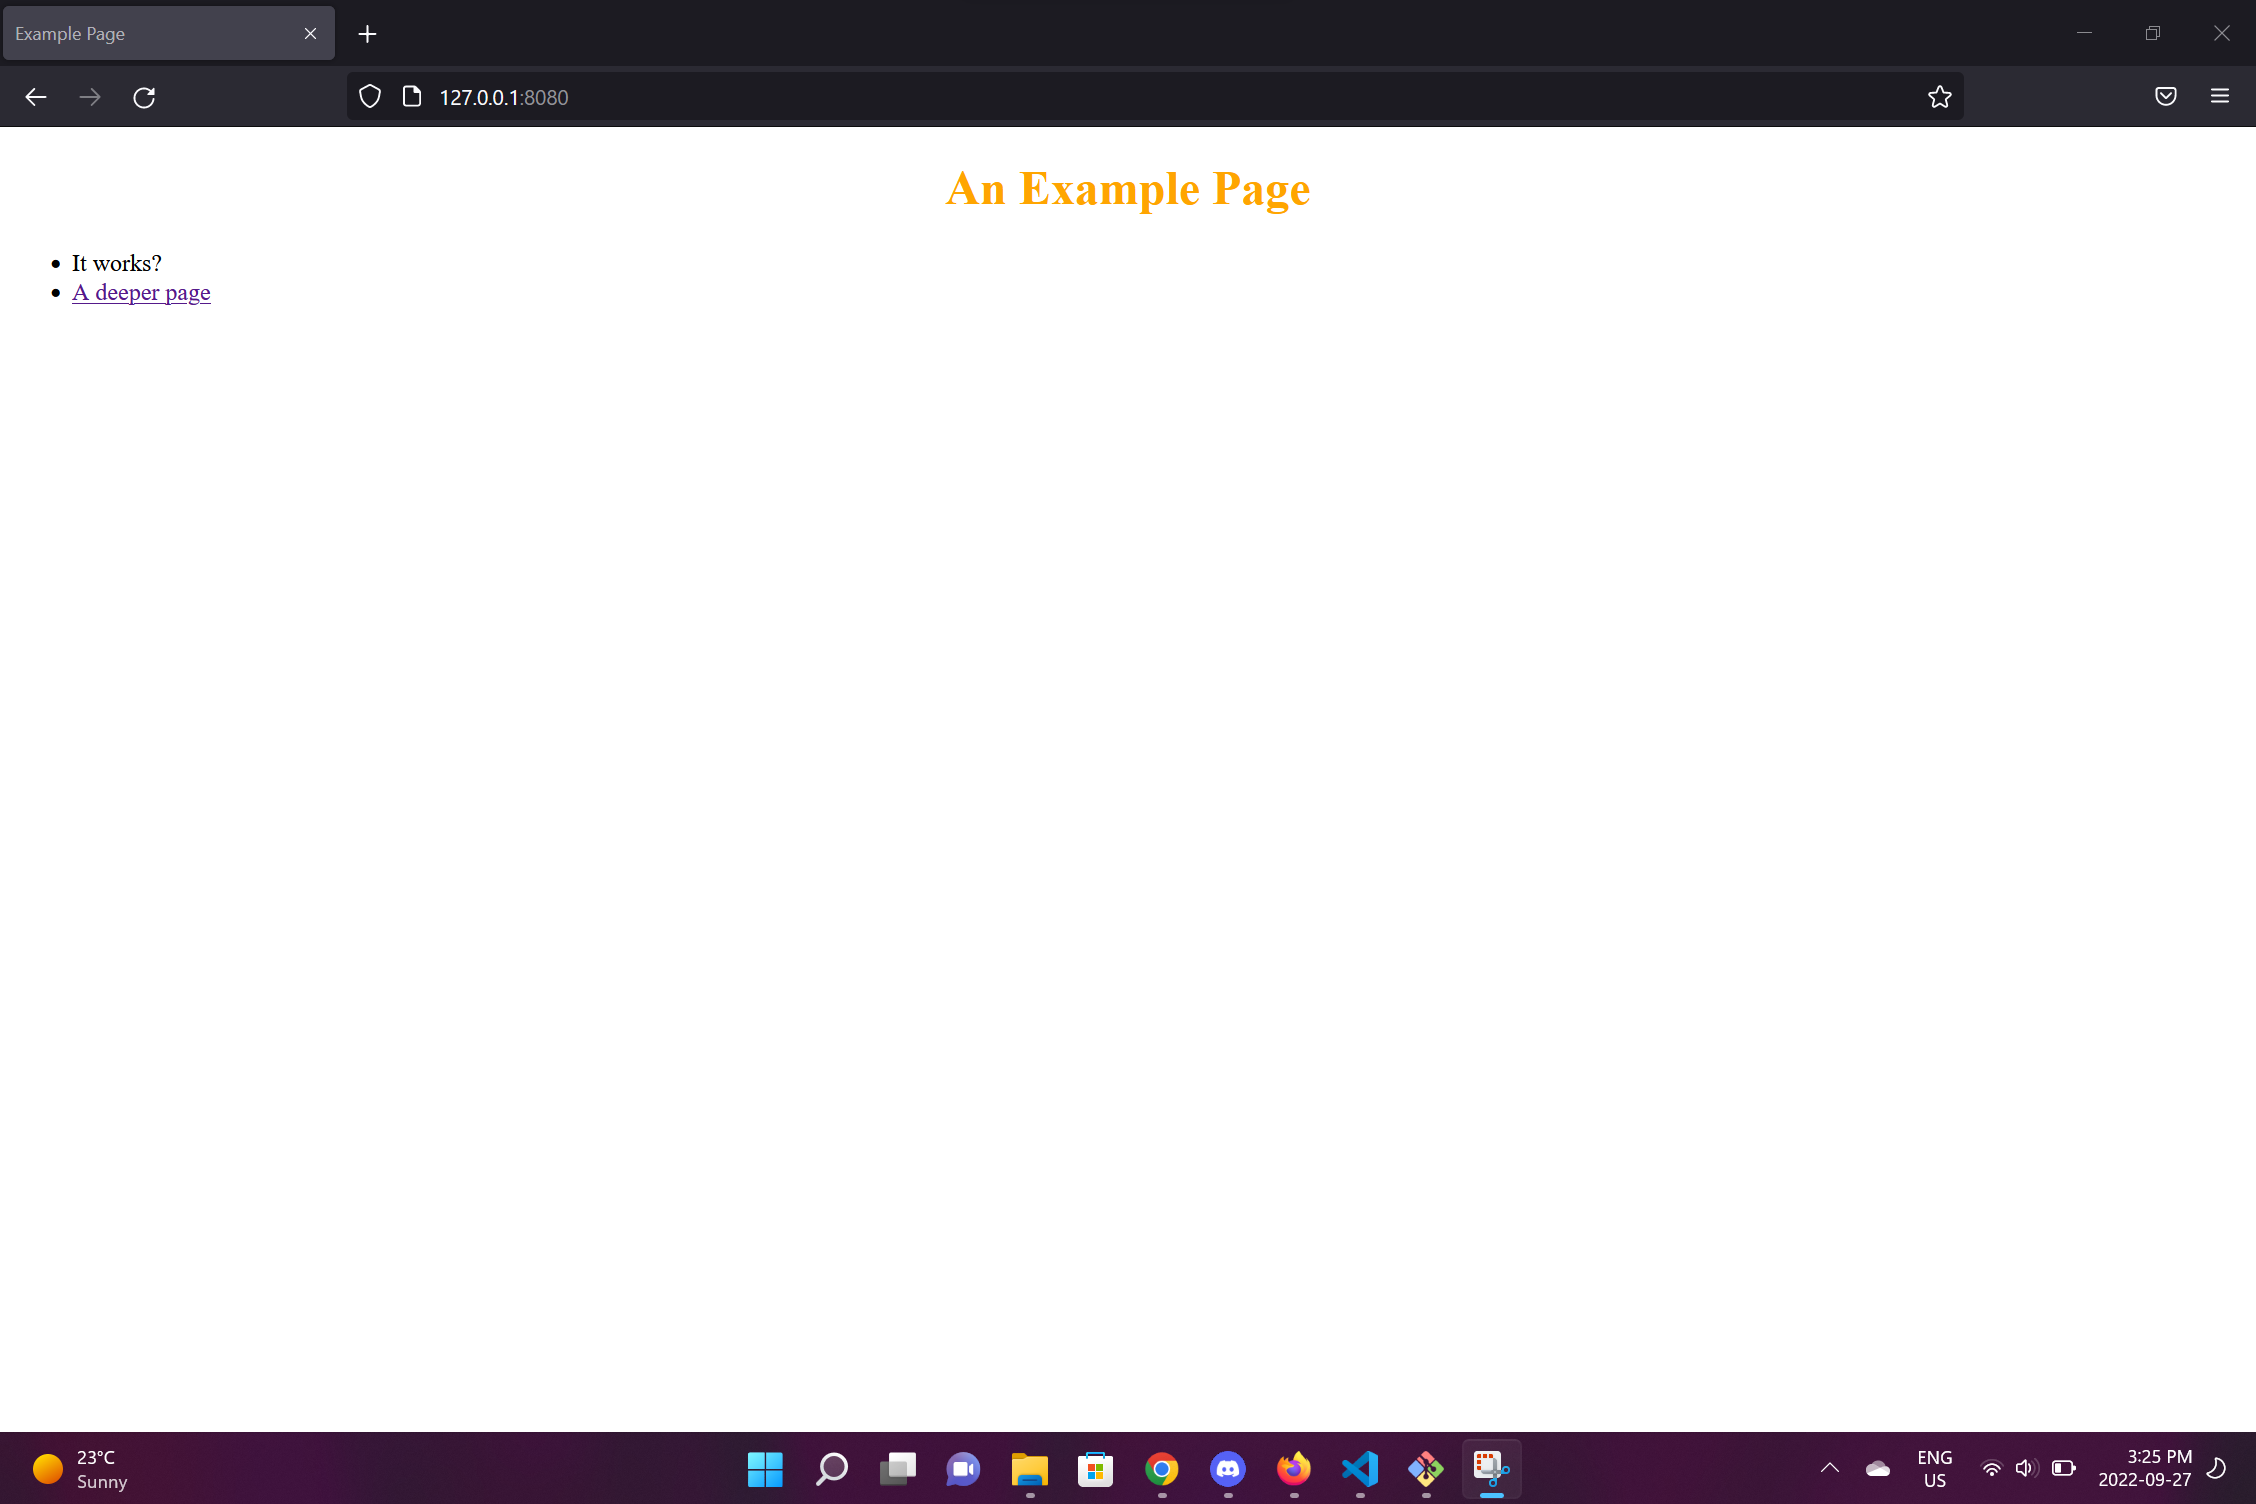 Example Page
127.0.0.1:8080
An Example Page
It works?
A deeper page
23°C
Sunny
ENG
US
3:25 PM
2022-09-27